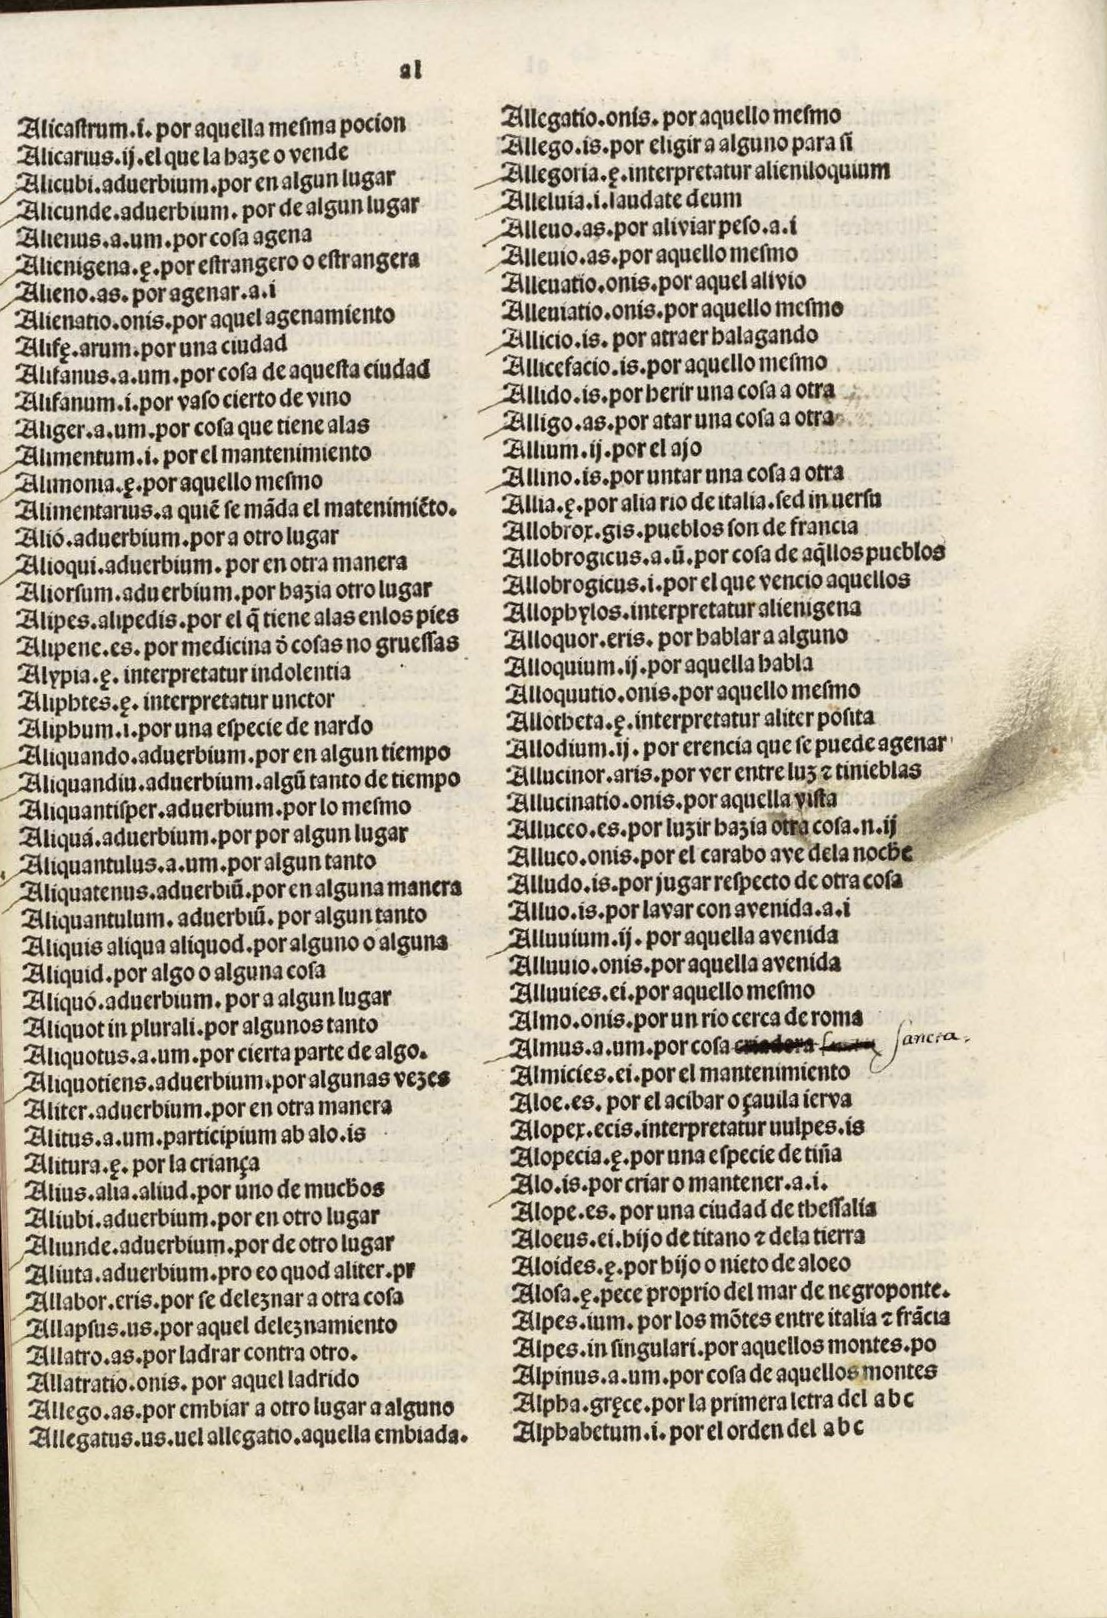 al
Alicastrum.i. por aquella mesma pocion
Alicarius.ij.el que la haze o vende
Alicubi.aduerbium.por en algun lugar
Alicunde.aduerbium. por de algun lugar
Alienus.a.um.por cosa agena
Alienigena.ę.por estrangero o estrangera
Alieno.as.por agenar.a.i
Alienatio.onis.por aquel agenamiento
Alifę.arum.por una ciudad
Alifanus.a.um.por cosa de aquesta ciudad
Alifanum.i.por vaso cierto de vino
Aliger.a.um.por cosa que tiene alas
Alimentum.i. por el mantenimiento
Alimonia.ę.por aquello mesmo
Alimentarius.a quiẽ se mãda el matenimiẽto.
Alió.aduerbium.por a otro lugar
Alioqui.aduerbium. por en otra manera
Aliorsum.aduerbium.por hazia otro lugar
Alipes.alipedis.por el q̃ tiene alas enlos pies
Alipene.es. por medicina õ cosas no gruessas
Alypia.ę. interpretatur indolentia
Aliphtes.ę. interpretatur unctor
Aliphum.i.por una especie de nardo
Aliquando.aduerbium.por en algun tiempo
Aliquandiu.aduerbium.algũ tanto de tiempo
Aliquantisper.aduerbium.por lo mesmo
Aliquá.aduerbium.por por algun lugar
Aliquantulus.a.um.por algun tanto
Aliquatenus.aduerbiũ.por en alguna manera
Aliquantulum. aduerbiũ. por algun tanto
Aliquis aliqua aliquod.por alguno o alguna
Aliquid.por algo o alguna cosa
Aliquó.aduerbium. por a algun lugar
Aliquot in plurali.por algunos tanto
Aliquotus.a.um.por cierta parte de algo.
Aliquotiens.aduerbium.por algunas vezes
Aliter.aduerbium.por en otra manera
Alitus.a.um.participium ab alo.is
Alitura.ę. por la criança
Alius.alia.aliud.por uno de muchos
Aliubi.aduerbium.por en otro lugar
Aliunde.aduerbium.por de otro lugar
Aliuta.aduerbium.pro eo quod aliter.pr
Allabor.eris.por se deleznar a otra cosa
Allapsus.us.por aquel deleznamiento
Allatro.as.por ladrar contra otro.
Allatratio.onis. por aquel ladrido
Allego.as.por embiar a otro lugar a alguno
Allegatus.us.uel allegatio.aquella embiada.
Allegatio.onis. por aquello mesmo
Allego.is.por eligir a alguno para si
Allegoria.ę.interpretatur alieniloquium
Alleluia.i.laudate deum
Alleuo.as.por aliviar peso.a.i
Alleuio.as.por aquello mesmo
Alleuatio.onis.por aquel alivio
Alleuiatio.onis.por aquello mesmo
Allicio.is. por atraer halagando
Allicefacio.is.por aquello mesmo
Allido.is.por herir una cosa a otra
Alligo.as.por atar una cosa a otra
Allium.ij.por el ajo
Allino.is.por untar una cosa a otra
Allia.ę.por alia rio de italia.sed in uersu
Allobrox.gis.pueblos son de francia
Allobrogicus.a.ũ.por cosa de aq̃llos pueblos
Allobrogicus.i.por el que vencio aquellos
Allophylos.interpretatur alienigena
Alloquor.eris. por hablar a alguno
Alloquium.ij.por aquella habla
Alloquutio.onis.por aquello mesmo
Allotheta.ę.interpretatur aliter posita
Allodium.ij. por erencia que se puede agenar
Allucinor.aris.por ver entre luz ⁊ tinieblas
Allucinatio.onis.por aquella vista
Alluceo.es.por luzir hazia otra cosa.n.ij
Alluco.onis.por el carabo ave dela noche
Alludo.is.por jugar respecto de otra cosa
Alluo.is.por lavar con avenida.a.i
Alluuium.ij. por aquella avenida
Alluuio.onis.por aquella avenida
Alluuies.ei.por aquello mesmo
Almo.onis.por un rio cerca de roma
Almus.a.um.por cosa criadora sancta.
Almicies.ei.por el mantenimiento
Aloe.es. por el acibar o çauila ierva
Alopex.ecis.interpretatur uulpes.is
Alopecia.ę.por una especie de tiña
Alo.is.por criar o mantener.a.i.
Alope.es. por una ciudad de thessalia
Aloeus.ei.hijo de titano ⁊ dela tierra
Aloides.ę.por hijo o nieto de aloeo
Alosa.ę.pece proprio del mar de negroponte.
Alpes.ium. por los mõtes entre italia ⁊ frãcia
Alpes.in singulari.por aquellos montes.po
Alpinus.a.um.por cosa de aquellos montes
Alpha.gręce.por la primera letra del a b c
Alphabetum.i.por el orden del a b c